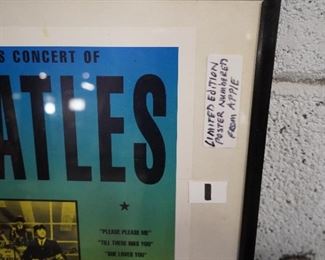 S CONCERT OF
ATLES
LIMITED EDITION
POSTER NUMBERED
FROM APPLE
"PLEASE PLEASE ME"
"TILL THERE WAS YOU"
"SHE LOVES YOU"